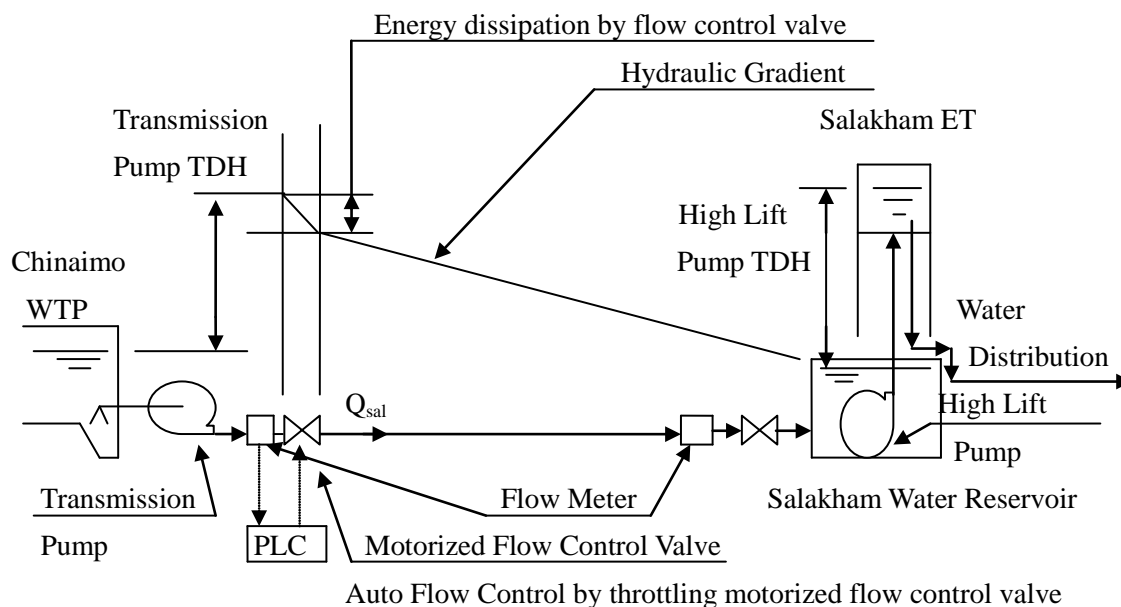 Energy dissipation by flow control valve
Hydraulic Gradient
Transmission
Pump TDH
Salakham ET
High Lift
Pump TDH
Chinaimo
WTP
Water
Distribution
Qsal
High Lift
Pump
Transmission
Pump
Flow Meter
Salakham Water Reservoir
PLC
Motorized Flow Control Valve
Auto Flow Control by throttling motorized flow control valve